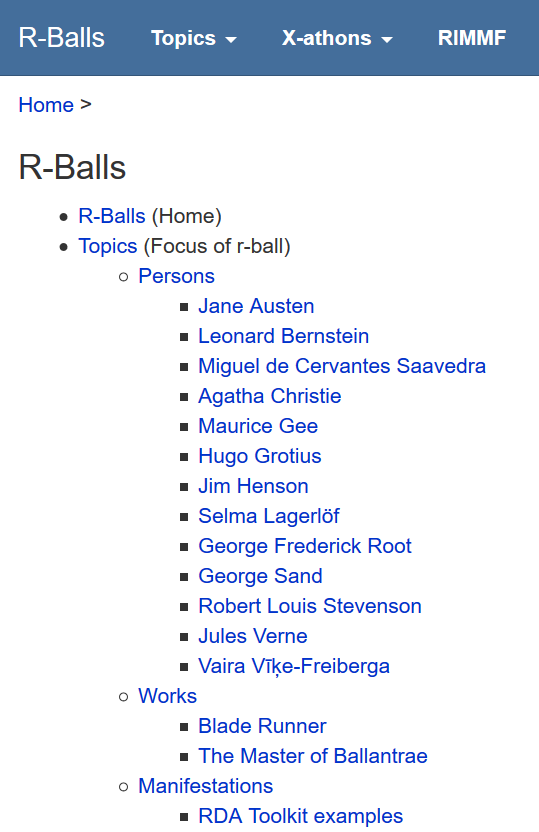 R-Balls Topics X-athons RIMMF
Home >
R-Balls
R-Balls (Home)
Topics (Focus of r-ball)
Persons
Jane Austen
Leonard Bernstein
Miguel de Cervantes Saavedra
Agatha Christie
Maurice Gee
Hugo Grotius
Jim Henson
Selma Lagerlöf
George Frederick Root
George Sand
Robert Louis Stevenson
Jules Verne
Vaira Vīķe-Freiberga
Works
Blade Runner
The Master of Ballantrae
Manifestations
RDA Toolkit examples